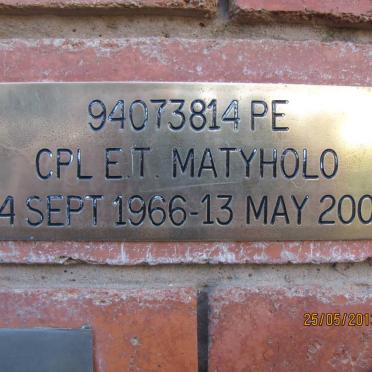 94073814 PE
CPL E.T. MATYHOLO
4 SEPT 1966-13 MAY 200
25/05/201